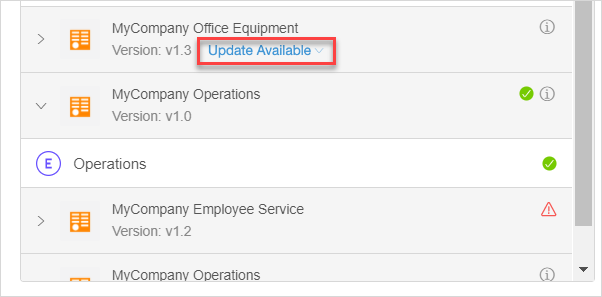 MyCompany Office Equipment
Version: v1.3 Update Available
MyCompany Operations
Version: v1.0
E Operations
MyCompany Employee Service
Version: v1.2
MyCompany Operations